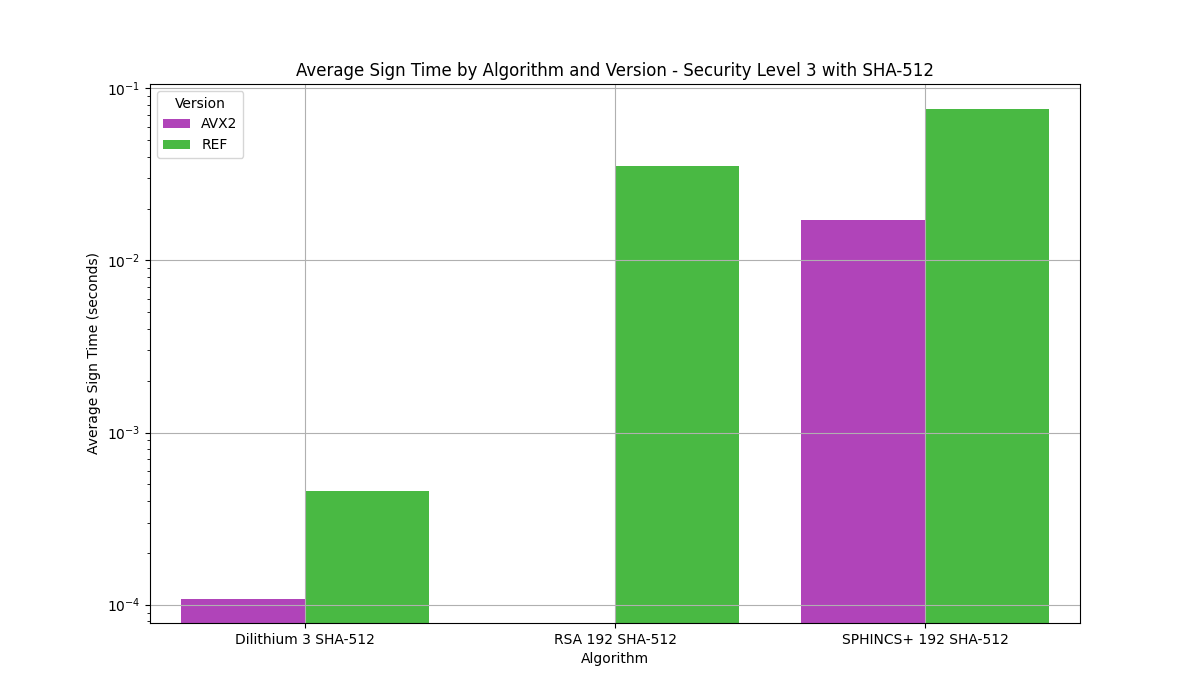 Average Sign Time by Algorithm and Version - Security Level 3 with SHA-512
Version
AVX2
REF
Average Sign Time (seconds)
10⁻¹
10⁻²
10⁻³
10⁻⁴
Dilithium 3 SHA-512
RSA 192 SHA-512
SPHINCS+ 192 SHA-512
Algorithm